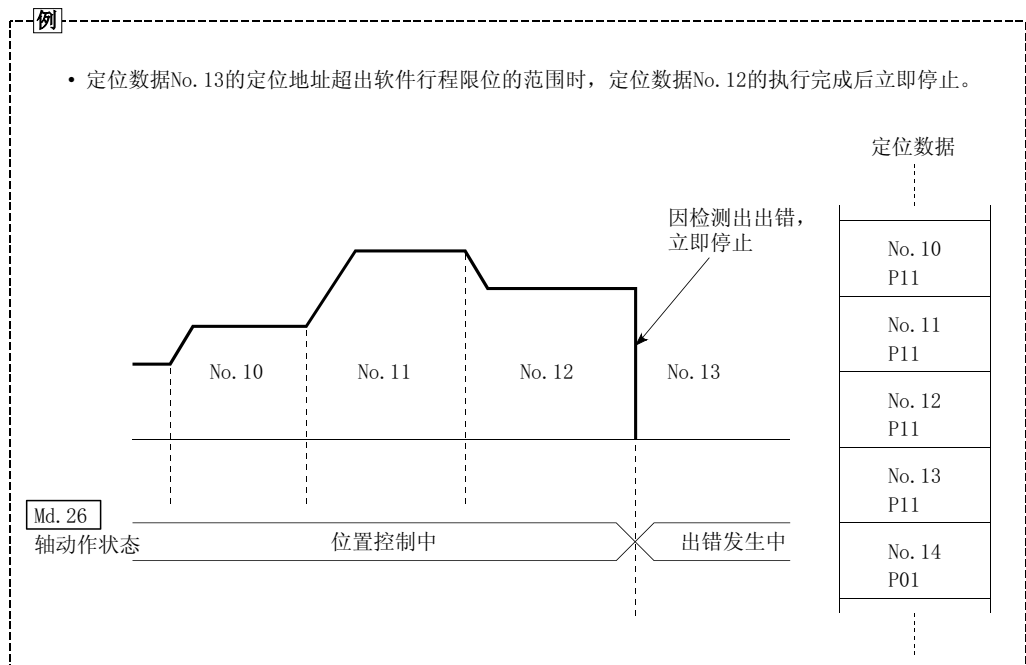 例
• 定位数据No.13的定位地址超出软件行程限位的范围时，定位数据No.12的执行完成后立即停止。
定位数据
因检测出出错，
立即停止
No.10
P11
No.11
P11
No.12
P11
No.13
P11
No.14
P01
No.10
No.11
No.12
No.13
Md.26
轴动作状态
位置控制中
出错发生中